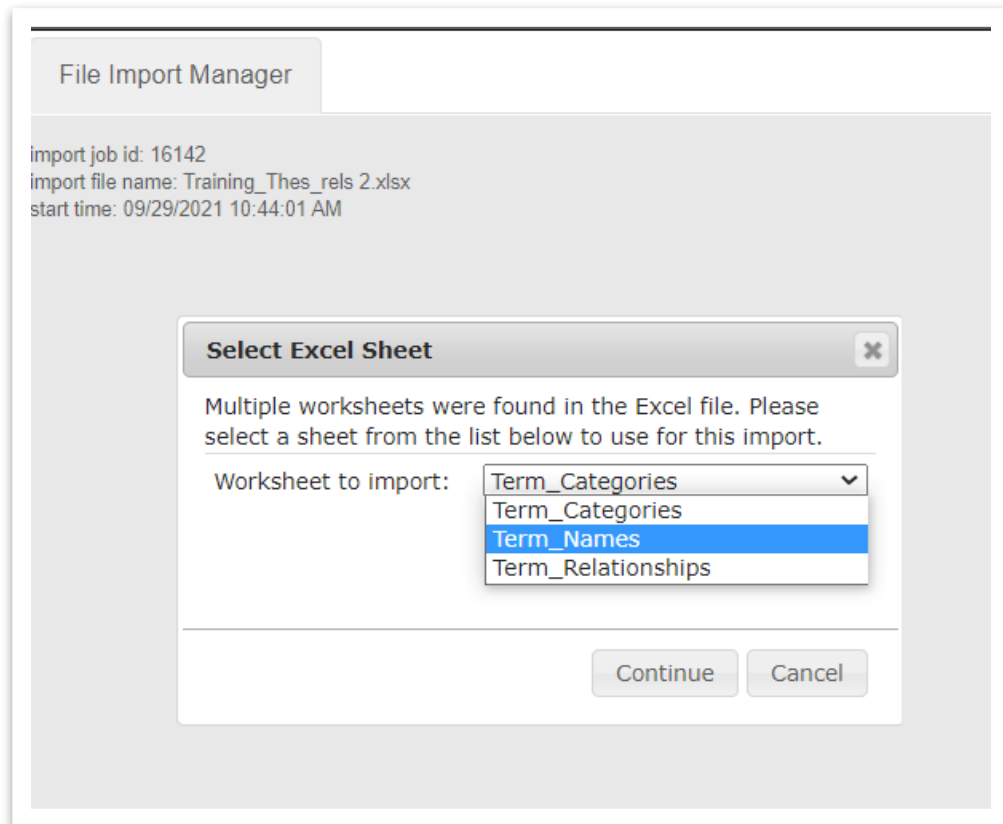 File Import Manager
import job id: 16142
import file name: Training_Thes_rels 2.xlsx
start time: 09/29/2021 10:44:01 AM
Select Excel Sheet
Multiple worksheets were found in the Excel file. Please
select a sheet from the list below to use for this import.
Worksheet to import: Term_Categories
Term_Categories
Term_Names
Term_Relationships
Continue Cancel